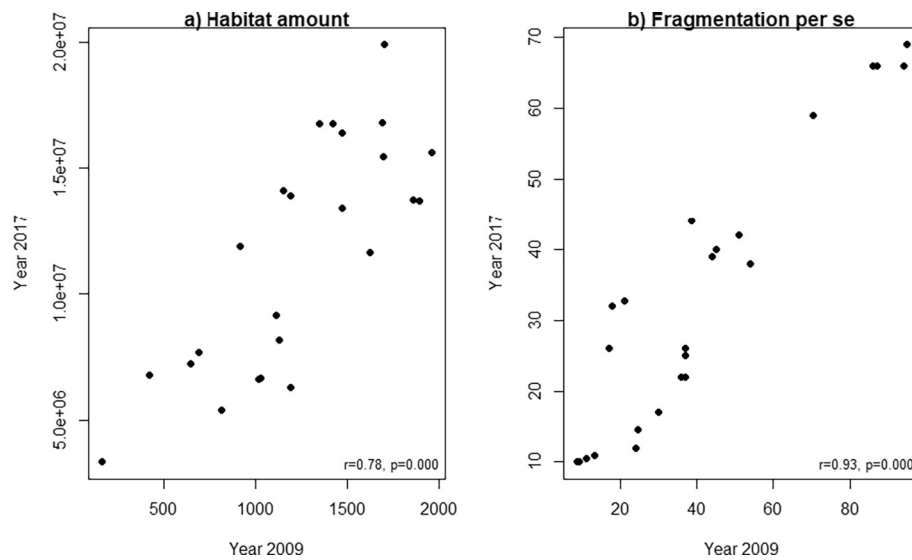 a) Habitat amount
2.0e+07
1.5e+07
1.0e+07
5.0e+06
Year 2017
r=0.78, p=0.000
500 1000 1500 2000
Year 2009
b) Fragmentation per se
70
60
50
40
30
20
10
Year 2017
r=0.93, p=0.000
20 40 60 80
Year 2009